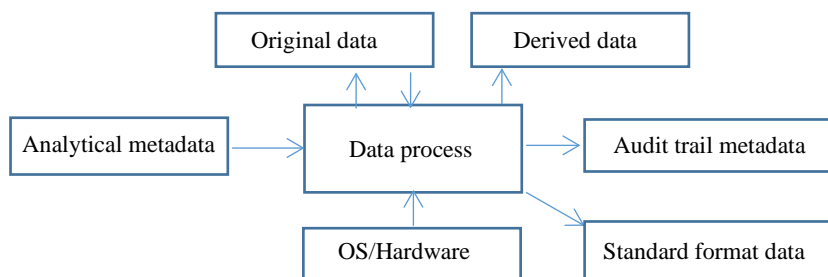 Original data
Derived data
Analytical metadata
Data process
Audit trail metadata
OS/Hardware
Standard format data